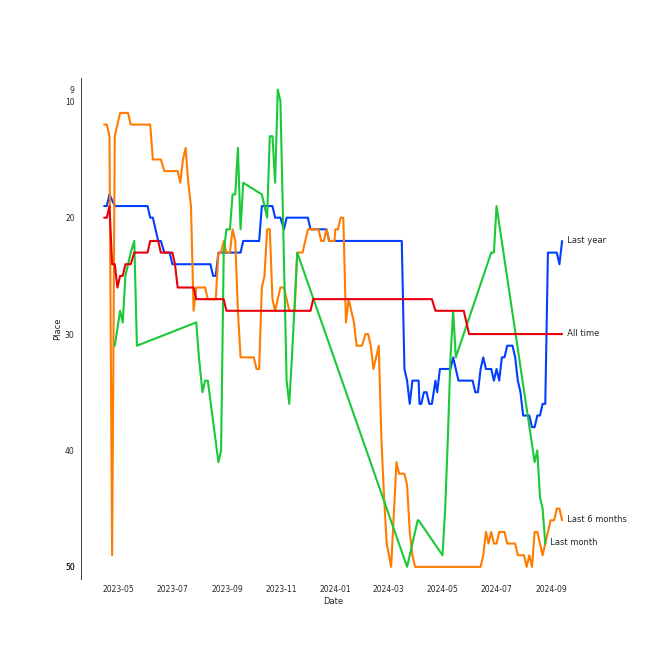 9
10
20
30
40
50
Place
2023-05
2023-07
2023-09
2023-11
2024-01
2024-03
2024-05
2024-07
2024-09
Date
Last year
All time
Last 6 months
Last month